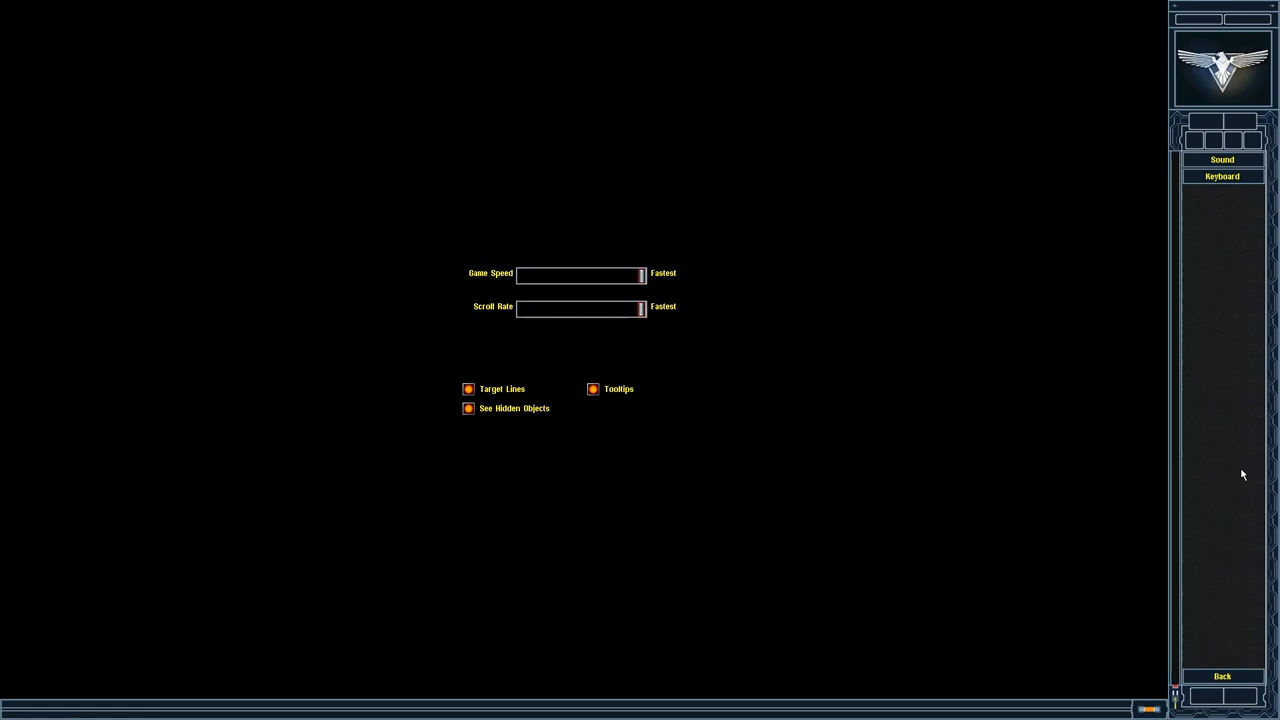 Sound
Keyboard
Game Speed Fastest
Scroll Rate Fastest
Target Lines Tooltips
See Hidden Objects
Back